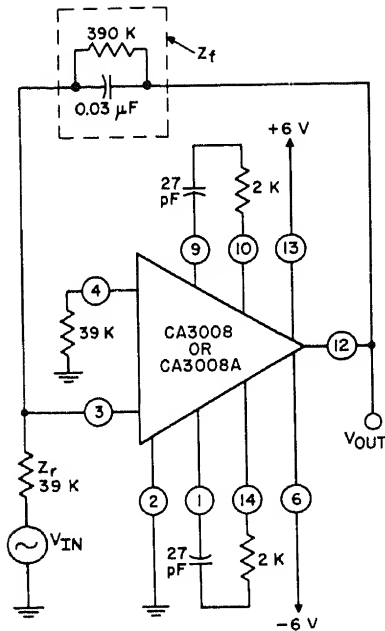 390 K
Zf
0.03 μF
+6 V
27 pF
2 K
9
10
13
4
39 K
CA3008
OR
CA3008A
12
3
VOUT
Zr
39 K
2
1
14
6
VIN
27 pF
2 K
-6 V